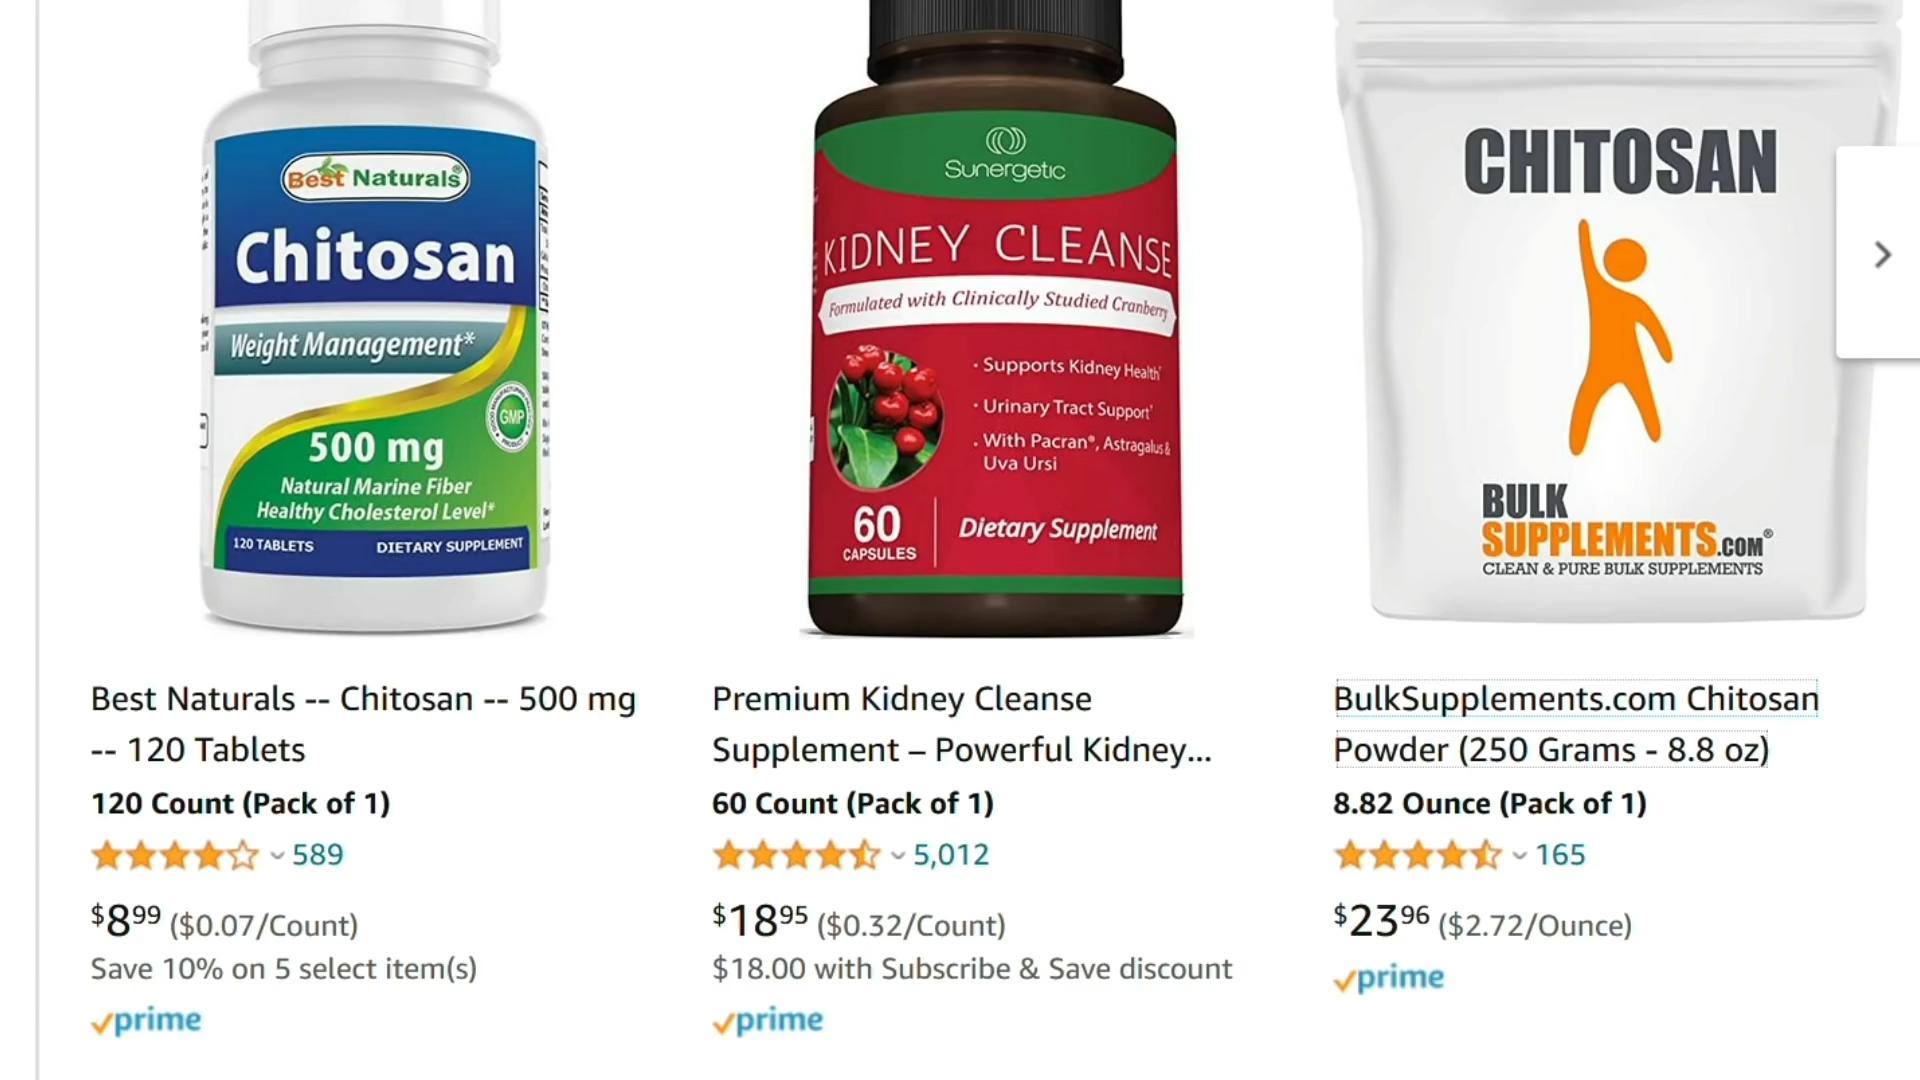 Best Naturals®
Chitosan
Weight Management*
GMP
500 mg
Natural Marine Fiber
Healthy Cholesterol Level*
120 TABLETS
DIETARY SUPPLEMENT
Best Naturals -- Chitosan -- 500 mg
-- 120 Tablets
120 Count (Pack of 1)
589
$899 ($0.07/Count)
Save 10% on 5 select item(s)
prime
Sunergetic
KIDNEY CLEANSE
Formulated with Clinically Studied Cranberry
· Supports Kidney Health†
· Urinary Tract Support†
· With Pacran®, Astragalus &
Uva Ursi
60
CAPSULES
Dietary Supplement
Premium Kidney Cleanse
Supplement – Powerful Kidney...
60 Count (Pack of 1)
5,012
$1895 ($0.32/Count)
$18.00 with Subscribe & Save discount
prime
CHITOSAN
BULK
SUPPLEMENTS.COM®
CLEAN & PURE BULK SUPPLEMENTS
BulkSupplements.com Chitosan
Powder (250 Grams - 8.8 oz)
8.82 Ounce (Pack of 1)
165
$2396 ($2.72/Ounce)
prime